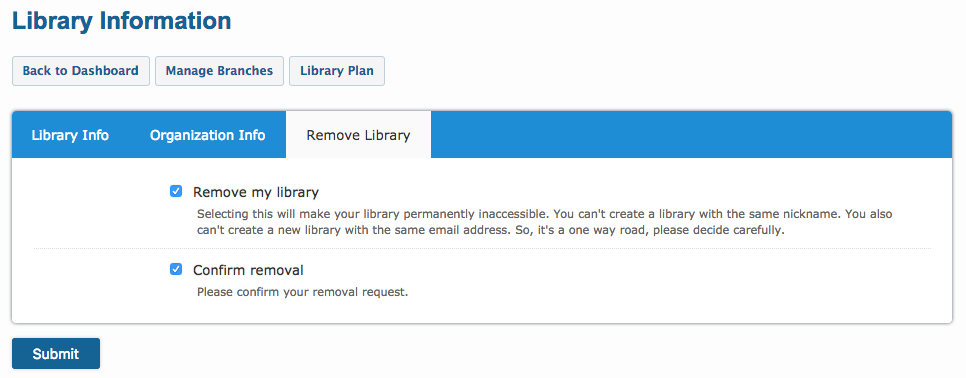 Library Information
Back to Dashboard Manage Branches Library Plan
Library Info Organization Info Remove Library
Remove my library
Selecting this will make your library permanently inaccessible. You can't create a library with the same nickname. You also
can't create a new library with the same email address. So, it's a one way road, please decide carefully.
Confirm removal
Please confirm your removal request.
Submit